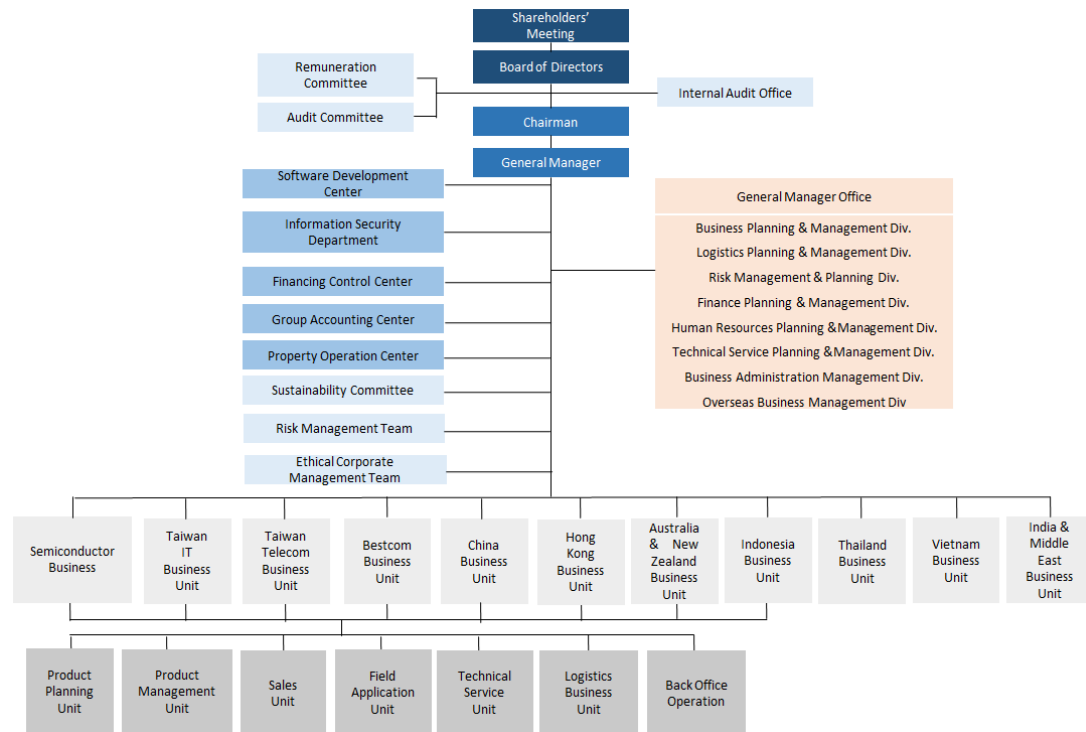 Shareholders'
Meeting
Board of Directors
Remuneration
Committee
Audit Committee
Internal Audit Office
Chairman
General Manager
Software Development
Center
Information Security
Department
Financing Control Center
Group Accounting Center
Property Operation Center
Sustainability Committee
Risk Management Team
Ethical Corporate
Management Team
General Manager Office
Business Planning & Management Div.
Logistics Planning & Management Div.
Risk Management & Planning Div.
Finance Planning & Management Div.
Human Resources Planning &Management Div.
Technical Service Planning &Management Div.
Business Administration Management Div.
Overseas Business Management Div
Semiconductor
Business
Taiwan
IT
Business
Unit
Taiwan
Telecom
Business
Unit
Bestcom
Business
Unit
China
Business
Unit
Hong
Kong
Business
Unit
Australia
& New
Zealand
Business
Unit
Indonesia
Business
Unit
Thailand
Business
Unit
Vietnam
Business
Unit
India &
Middle
East
Business
Unit
Product
Planning
Unit
Product
Management
Unit
Sales
Unit
Field
Application
Unit
Technical
Service
Unit
Logistics
Business
Unit
Back Office
Operation